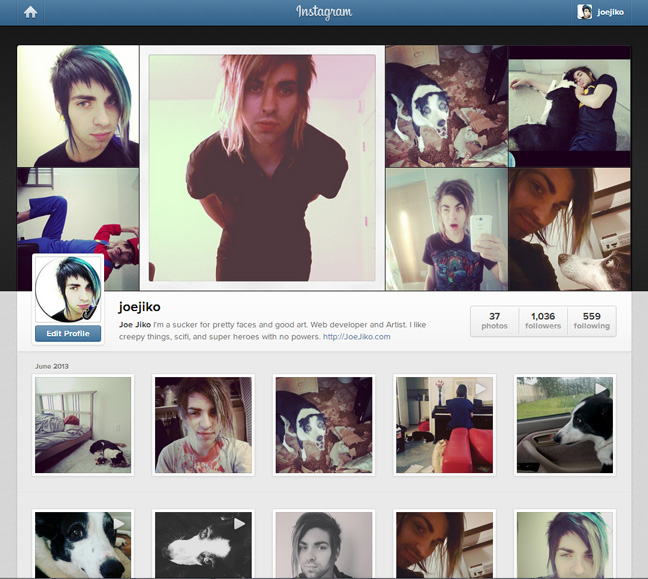 Instagram
joejiko
joejiko
Edit Profile
Joe Jiko I'm a sucker for pretty faces and good art. Web developer and Artist. I like
creepy things, scifi, and super heroes with no powers. http://JoeJiko.com
37
photos
1,036
followers
559
following
June 2013